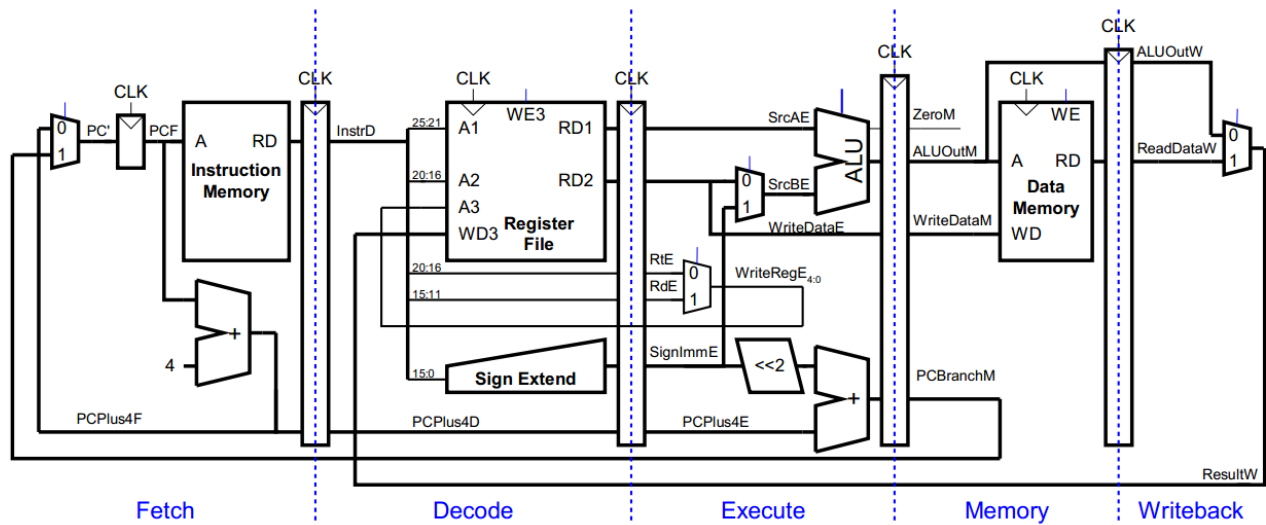 CLK
CLK
ALUOutW
CLK
CLK
CLK
CLK
CLK
0
1
PC'
PCF
A
RD
Instruction
Memory
InstrD
25:21
A1
WE3
RD1
20:16
A2
RD2
A3
WD3
Register
File
SrcAE
0
1
SrcBE
ALU
ZeroM
ALUOutM
WE
A
RD
Data
Memory
WD
ReadDataW
0
1
WriteDataE
WriteDataM
20:16
15:11
RtE
RdE
0
1
WriteRegE4:0
+
4
15:0
Sign Extend
SignImmE
<<2
+
PCBranchM
PCPlus4F
PCPlus4D
PCPlus4E
ResultW
Fetch
Decode
Execute
Memory
Writeback